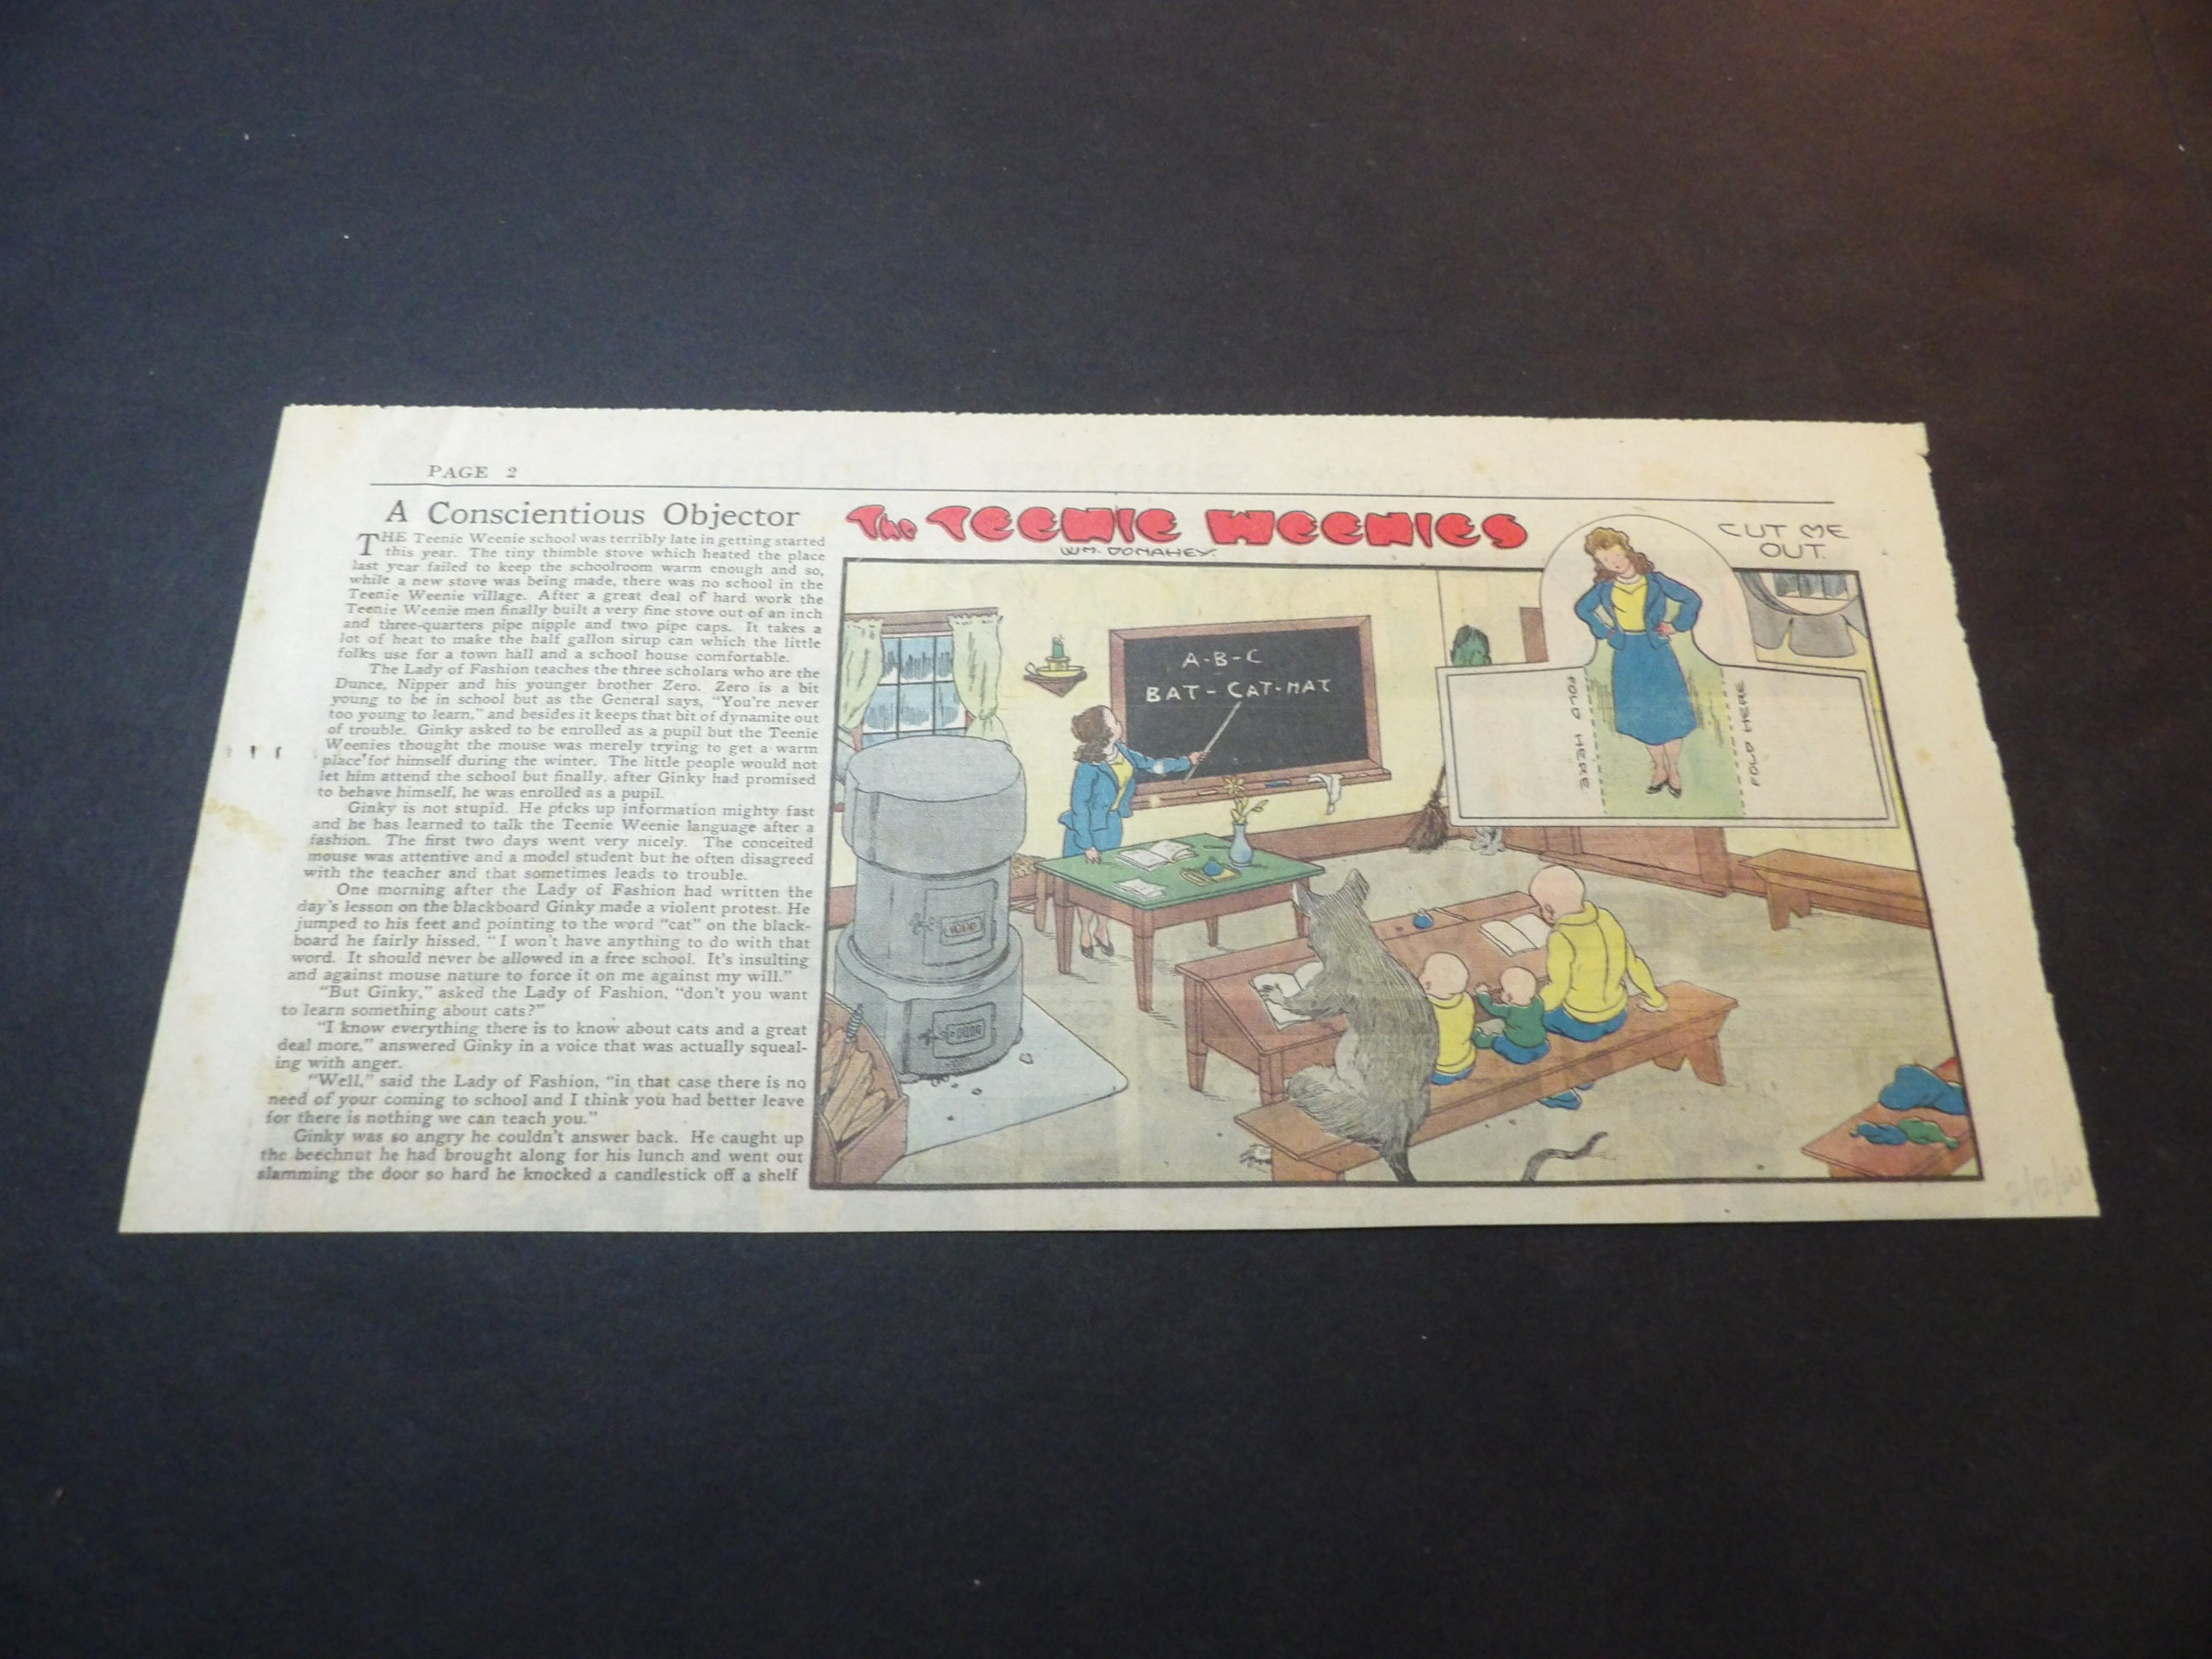 PAGE 2
A Conscientious Objector
THE Teenie Weenie school was terribly late in getting started
this year. The tiny thimble stove which heated the place
last year failed to keep the schoolroom warm enough and so,
while a new stove was being made, there was no school in the
Teenie Weenie village. After a great deal of hard work the
Teenie Weenie men finally built a very fine stove out of an inch
and three-quarters pipe nipple and two pipe caps. It takes a
lot of heat to make the half gallon sirup can which the little
folks use for a town hall and a school house comfortable.
The Lady of Fashion teaches the three scholars who are the
Dunce, Nipper and his younger brother Zero. Zero is a bit
young to be in school but as the General says, "You're never
too young to learn," and besides it keeps that bit of dynamite out
of trouble. Ginky asked to be enrolled as a pupil but the Teenie
Weenies thought the mouse was merely trying to get a warm
place for himself during the winter. The little people would not
let him attend the school but finally, after Ginky had promised
to behave himself, he was enrolled as a pupil.
Ginky is not stupid. He picks up information mighty fast
and he has learned to talk the Teenie Weenie language after a
fashion. The first two days went very nicely. The conceited
mouse was attentive and a model student but he often disagreed
with the teacher and that sometimes leads to trouble.
One morning after the Lady of Fashion had written the
day's lesson on the blackboard Ginky made a violent protest. He
jumped to his feet and pointing to the word "cat" on the black-
board he fairly hissed, "I won't have anything to do with that
word. It should never be allowed in a free school. It's insulting
and against mouse nature to force it on me against my will."
"But Ginky," asked the Lady of Fashion, "don't you want
to learn something about cats?"
"I know everything there is to know about cats and a great
deal more," answered Ginky in a voice that was actually squeal-
ing with anger.
"Well," said the Lady of Fashion, "in that case there is no
need of your coming to school and I think you had better leave
for there is nothing we can teach you."
Ginky was so angry he couldn't answer back. He caught up
the beechnut he had brought along for his lunch and went out
slamming the door so hard he knocked a candlestick off a shelf
The TEENIE WEENIES
WM. DONAHEY.
CUT ME
OUT.
A-B-C
BAT-CAT-HAT
FOLD HERE
FOLD HERE